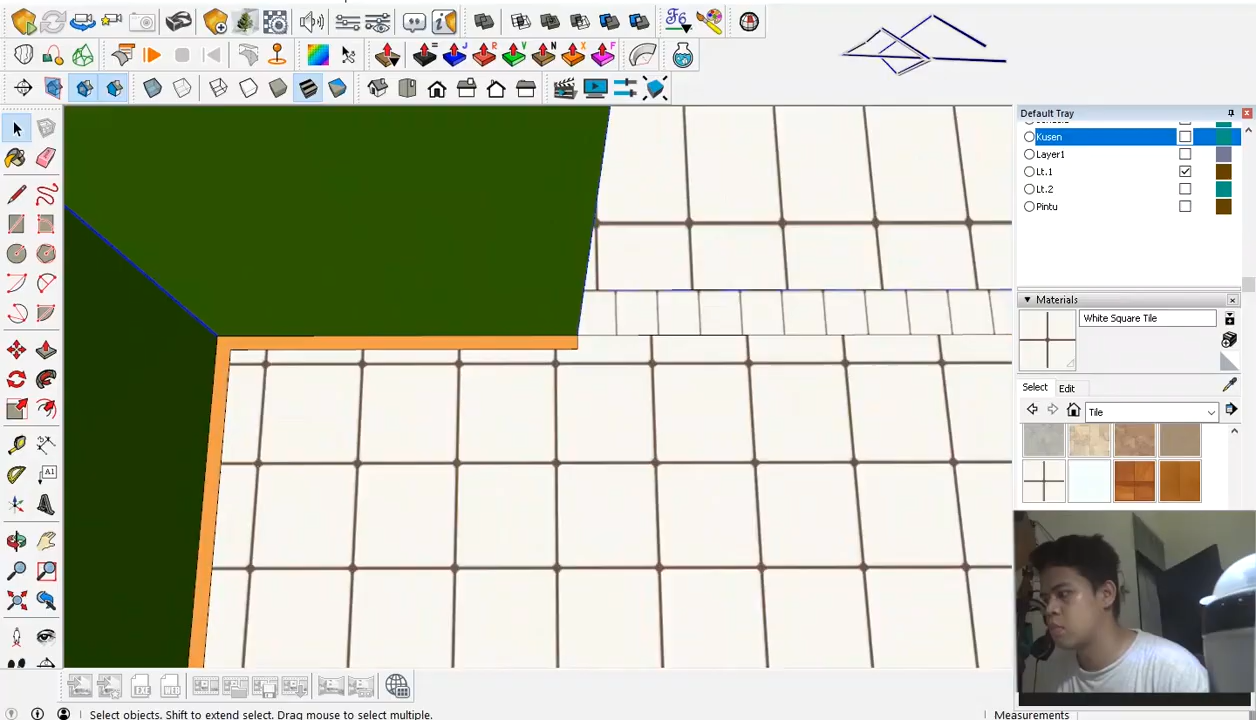 Default Tray
Kusen
Layer1
Lt.1
Lt.2
Pintu
Materials
White Square Tile
Select
Edit
Tile
Select objects. Shift to extend select. Drag mouse to select multiple.
Measurements